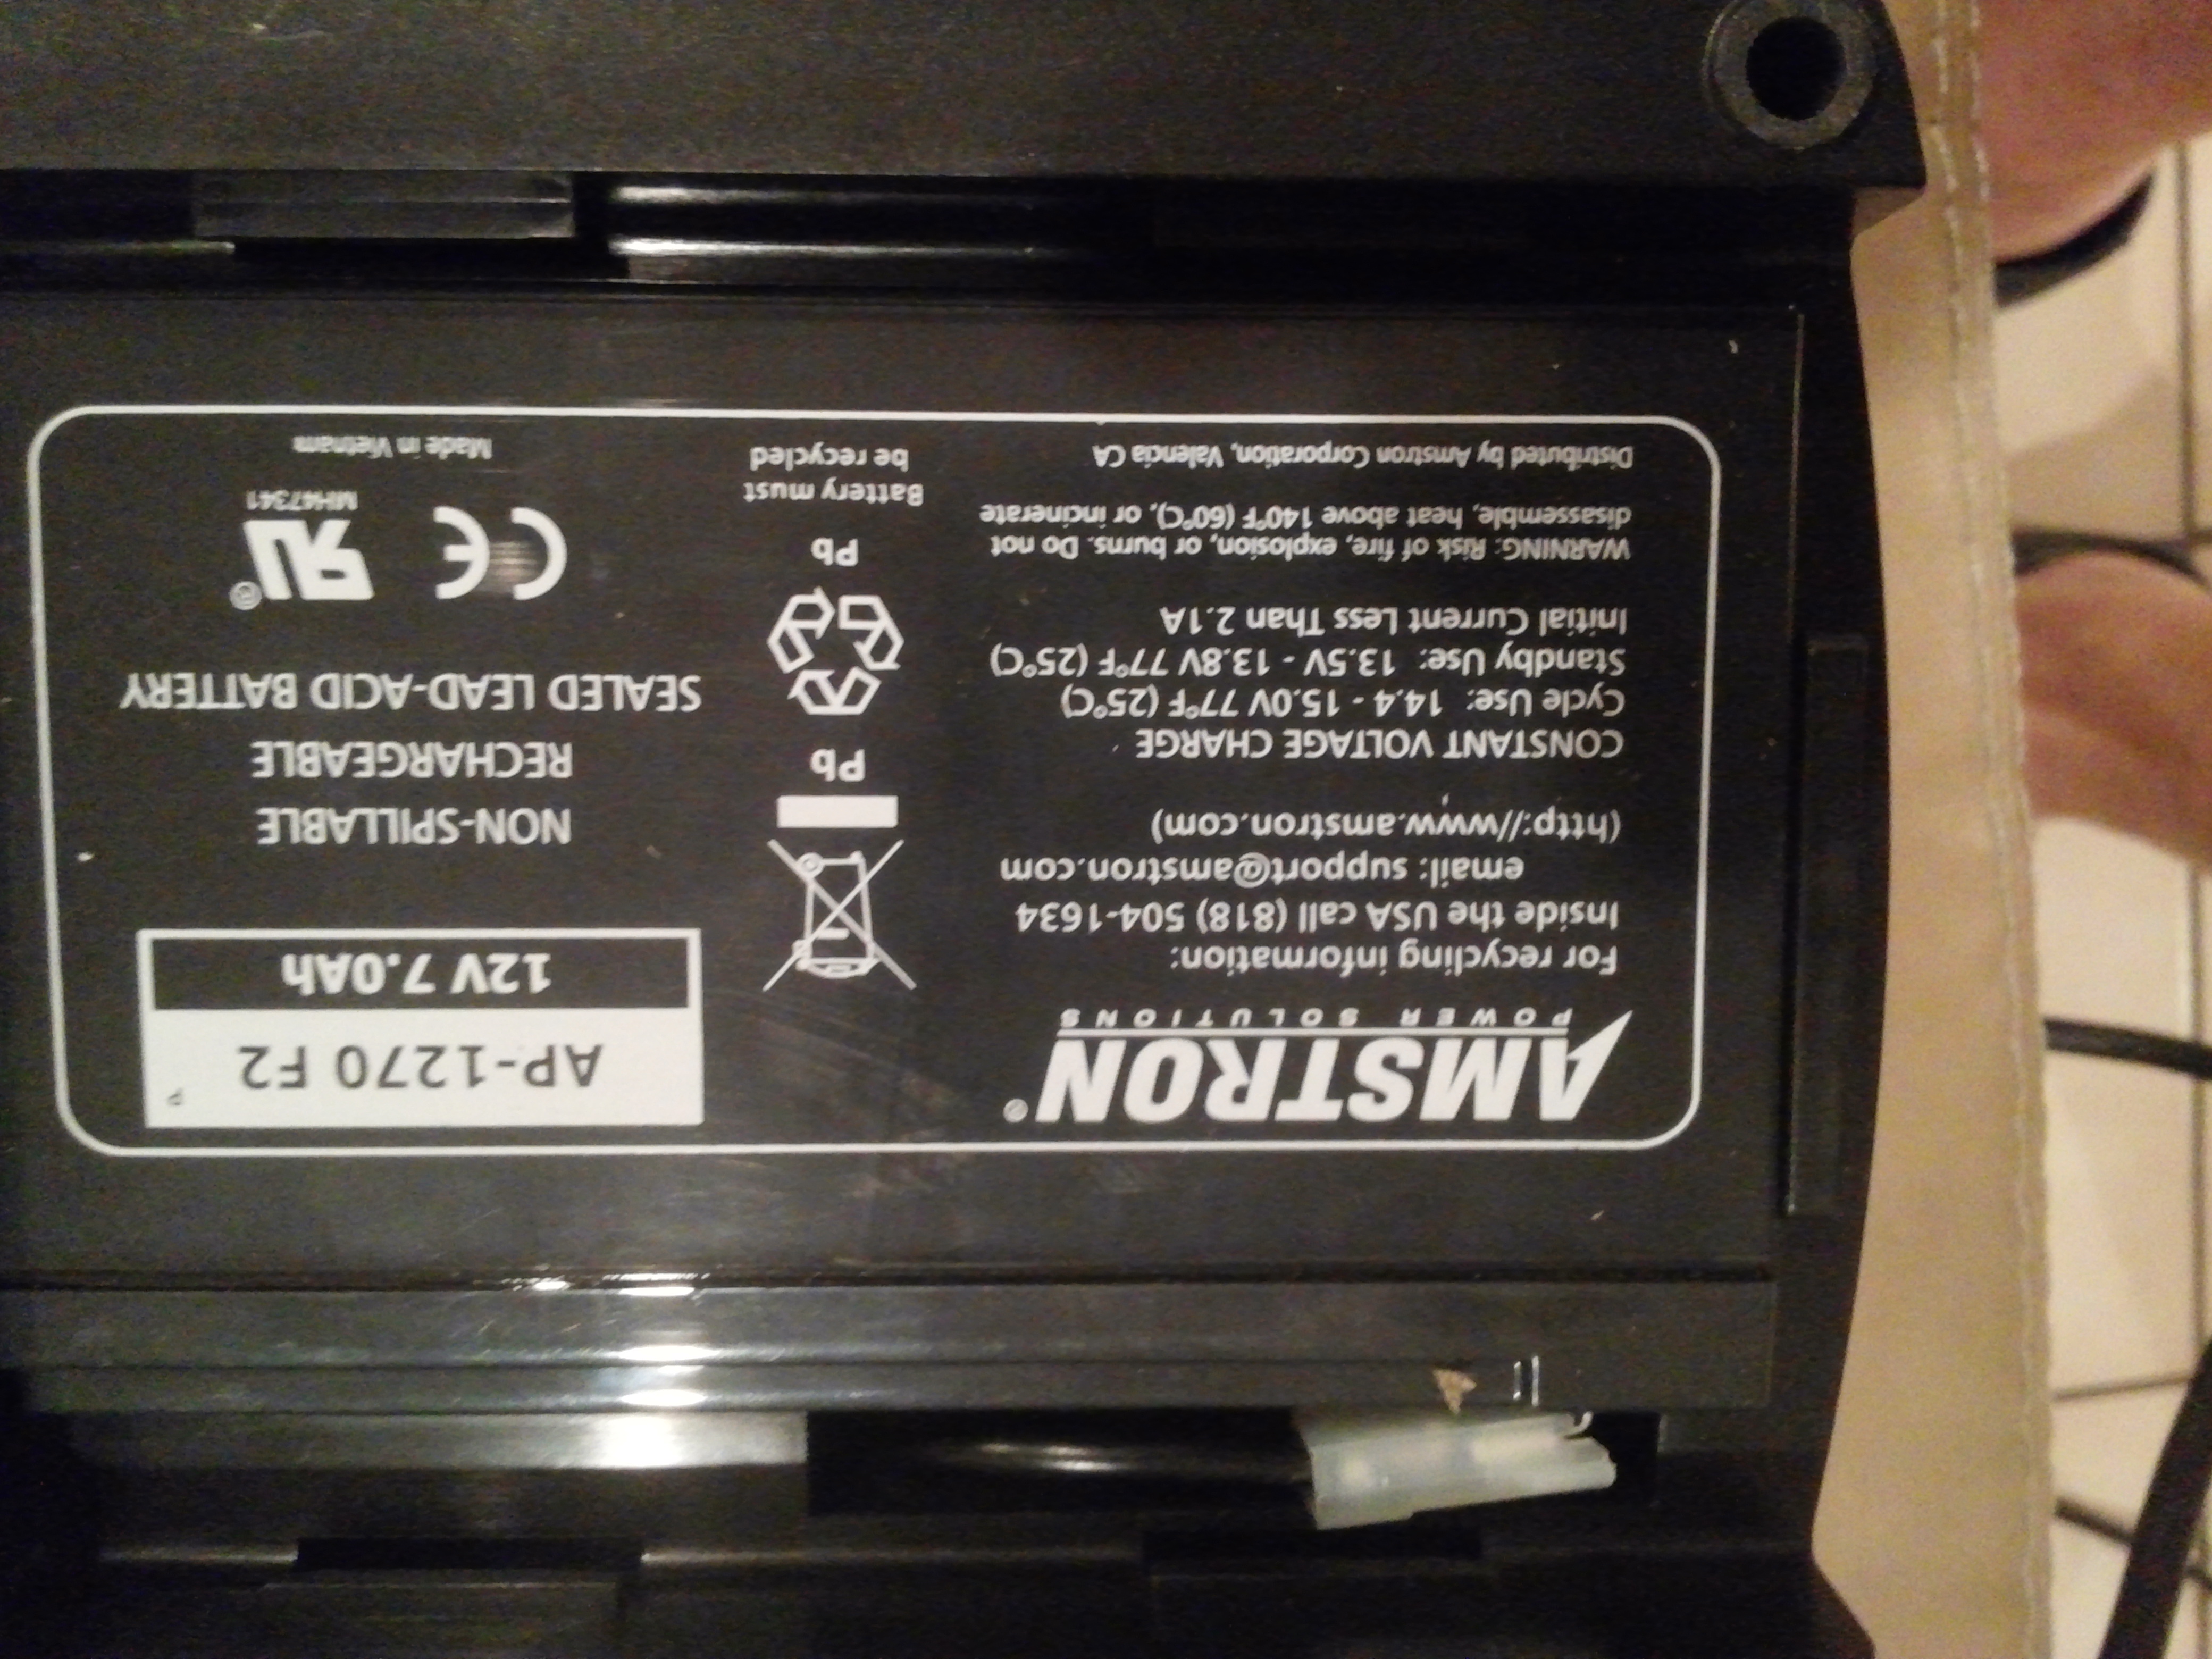 AMSTRON®
POWER SOLUTIONS
For recycling information:
Inside the USA call (818) 504-1634
email: support@amstron.com
(http://www.amstron.com)
CONSTANT VOLTAGE CHARGE
Cycle Use: 14.4 - 15.0V 77°F (25°C)
Standby Use: 13.5V - 13.8V 77°F (25°C)
Initial Current Less Than 2.1A
WARNING: Risk of fire, explosion, or burns. Do not
disassemble, heat above 140°F (60°C), or incinerate
Distributed by Amstron Corporation, Valencia CA
Pb
Pb
Battery must
be recycled
AP-1270 F2
P
12V 7.0Ah
NON-SPILLABLE
RECHARGEABLE
SEALED LEAD-ACID BATTERY
CE RU®
MH47341
Made in Vietnam